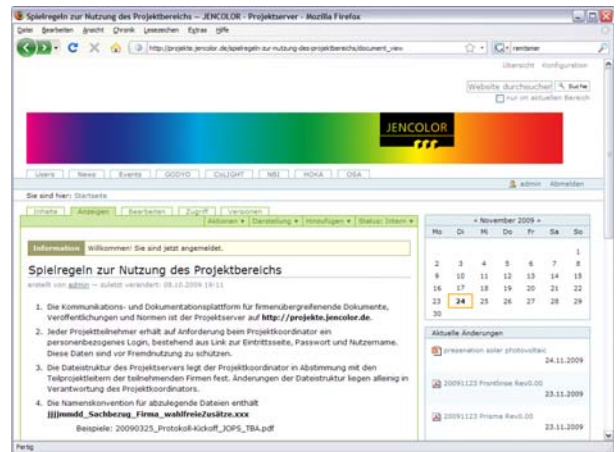 Spielregeln zur Nutzung des Projektbereichs — JENCOLOR - Projektserver - Mozilla Firefox
Datei Bearbeiten Ansicht Chronik Lesezeichen Extras Hilfe
http://projekte.jencolor.de/spielregeln-zur-nutzung-des-projektbereichs/document_view
Übersicht Konfiguration
Website durchsuchen Suche
nur im aktuellen Bereich
JENCOLOR
Users News Events GODYO CoLIGHT NBI HOKA OSA
admin Abmelden
Sie sind hier: Startseite
Inhalte Anzeigen Bearbeiten Zugriff Versionen
Aktionen Darstellung Hinzufügen Status: Intern
Information Willkommen! Sie sind jetzt angemeldet.
Spielregeln zur Nutzung des Projektbereichs
erstellt von admin — zuletzt verändert: 08.10.2009 19:11
1. Die Kommunikations- und Dokumentationsplattform für firmenübergreifende Dokumente,
Veröffentlichungen und Normen ist der Projektserver auf http://projekte.jencolor.de.
2. Jeder Projektteilnehmer erhält auf Anforderung beim Projektkoordinator ein
personenbezogenes Login, bestehend aus Link zur Eintrittsseite, Passwort und Nutzername.
Diese Daten sind vor Fremdnutzung zu schützen.
3. Die Dateistruktur des Projektservers legt der Projektkoordinator in Abstimmung mit den
Teilprojektleitern der teilnehmenden Firmen fest. Änderungen der Dateistruktur liegen alleinig in
Verantwortung des Projektkoordinators.
4. Die Namenskonvention für abzulegende Dateien enthält
jjjjmmdd_Sachbezug_Firma_wahlfreieZusätze.xxx
Beispiele: 20090325_Protokoll-Kickoff_JOPS_TBA.pdf
« November 2009 »
Mo Di Mi Do Fr Sa So
1
2 3 4 5 6 7 8
9 10 11 12 13 14 15
16 17 18 19 20 21 22
23 24 25 26 27 28 29
30
Aktuelle Änderungen
presenation solar photovoltaic
24.11.2009
20091123 Frontlinse Rev0.00
23.11.2009
20091123 Prisma Rev0.00
23.11.2009
Fertig